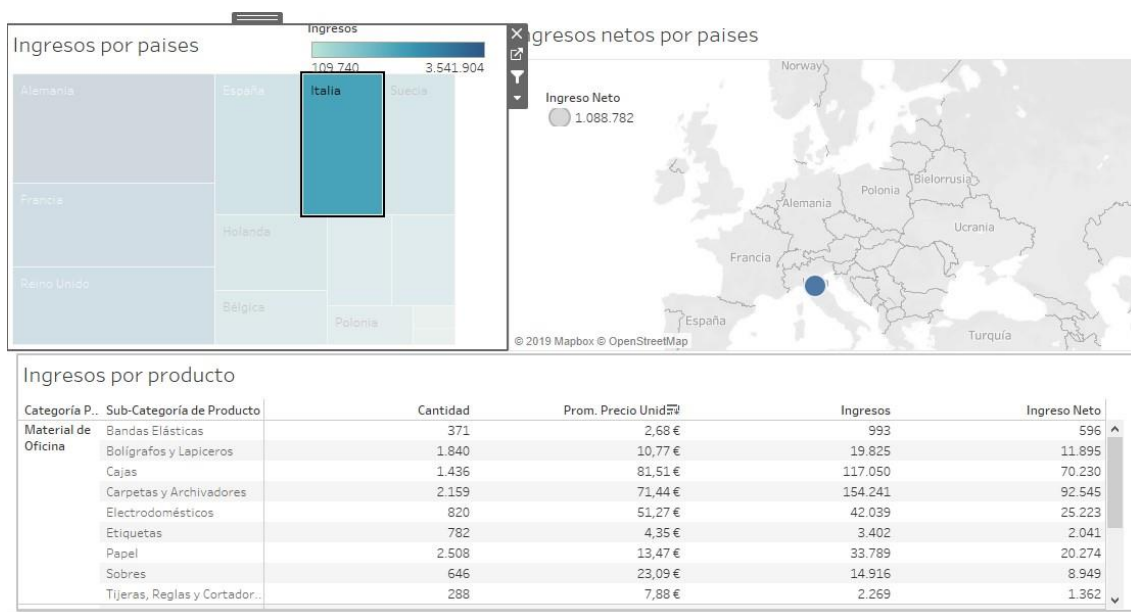 Ingresos por paises
Ingresos
109.740 3.541.904
Alemania
España
Italia
Suecia
Francia
Holanda
Reino Unido
Bélgica
Polonia
ngresos netos por paises
Ingreso Neto
1.088.782
Norway
Bielorrusia
Polonia
Alemania
Ucrania
Francia
España
Turquía
© 2019 Mapbox © OpenStreetMap
Ingresos por producto
Categoría P.. Sub-Categoría de Producto Cantidad Prom. Precio Unid Ingresos Ingreso Neto
Material de Oficina Bandas Elásticas 371 2,68 € 993 596
Bolígrafos y Lapiceros 1.840 10,77 € 19.825 11.895
Cajas 1.436 81,51 € 117.050 70.230
Carpetas y Archivadores 2.159 71,44 € 154.241 92.545
Electrodomésticos 820 51,27 € 42.039 25.223
Etiquetas 782 4,35 € 3.402 2.041
Papel 2.508 13,47 € 33.789 20.274
Sobres 646 23,09 € 14.916 8.949
Tijeras, Reglas y Cortador.. 288 7,88 € 2.269 1.362